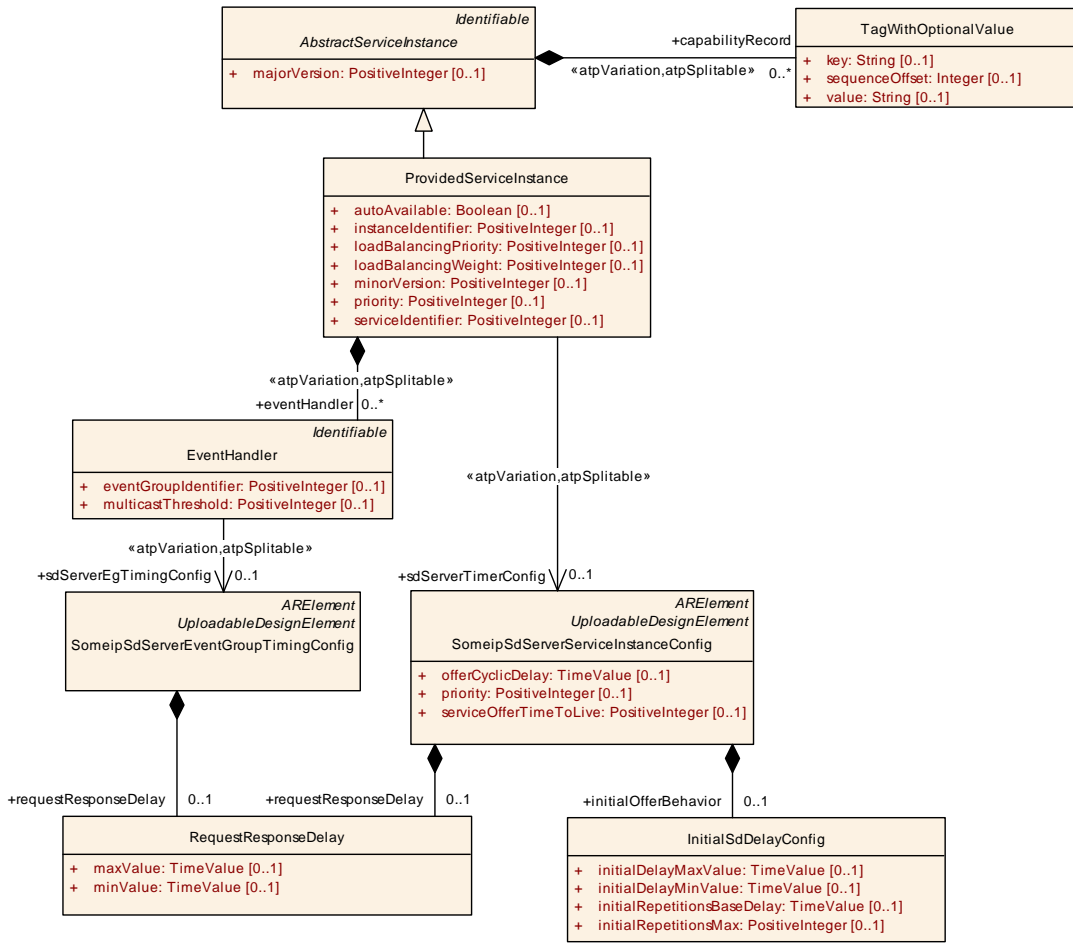 Identifiable
AbstractServiceInstance
+ majorVersion: PositiveInteger [0..1]
+capabilityRecord
«atpVariation,atpSplitable» 0..*
TagWithOptionalValue
+ key: String [0..1]
+ sequenceOffset: Integer [0..1]
+ value: String [0..1]
ProvidedServiceInstance
+ autoAvailable: Boolean [0..1]
+ instanceIdentifier: PositiveInteger [0..1]
+ loadBalancingPriority: PositiveInteger [0..1]
+ loadBalancingWeight: PositiveInteger [0..1]
+ minorVersion: PositiveInteger [0..1]
+ priority: PositiveInteger [0..1]
+ serviceIdentifier: PositiveInteger [0..1]
«atpVariation,atpSplitable»
+eventHandler 0..*
Identifiable
EventHandler
+ eventGroupIdentifier: PositiveInteger [0..1]
+ multicastThreshold: PositiveInteger [0..1]
«atpVariation,atpSplitable»
«atpVariation,atpSplitable»
+sdServerEgTimingConfig 0..1
+sdServerTimerConfig 0..1
ARElement
UploadableDesignElement
SomeipSdServerEventGroupTimingConfig
ARElement
UploadableDesignElement
SomeipSdServerServiceInstanceConfig
+ offerCyclicDelay: TimeValue [0..1]
+ priority: PositiveInteger [0..1]
+ serviceOfferTimeToLive: PositiveInteger [0..1]
+requestResponseDelay 0..1
+requestResponseDelay 0..1
+initialOfferBehavior 0..1
RequestResponseDelay
+ maxValue: TimeValue [0..1]
+ minValue: TimeValue [0..1]
InitialSdDelayConfig
+ initialDelayMaxValue: TimeValue [0..1]
+ initialDelayMinValue: TimeValue [0..1]
+ initialRepetitionsBaseDelay: TimeValue [0..1]
+ initialRepetitionsMax: PositiveInteger [0..1]